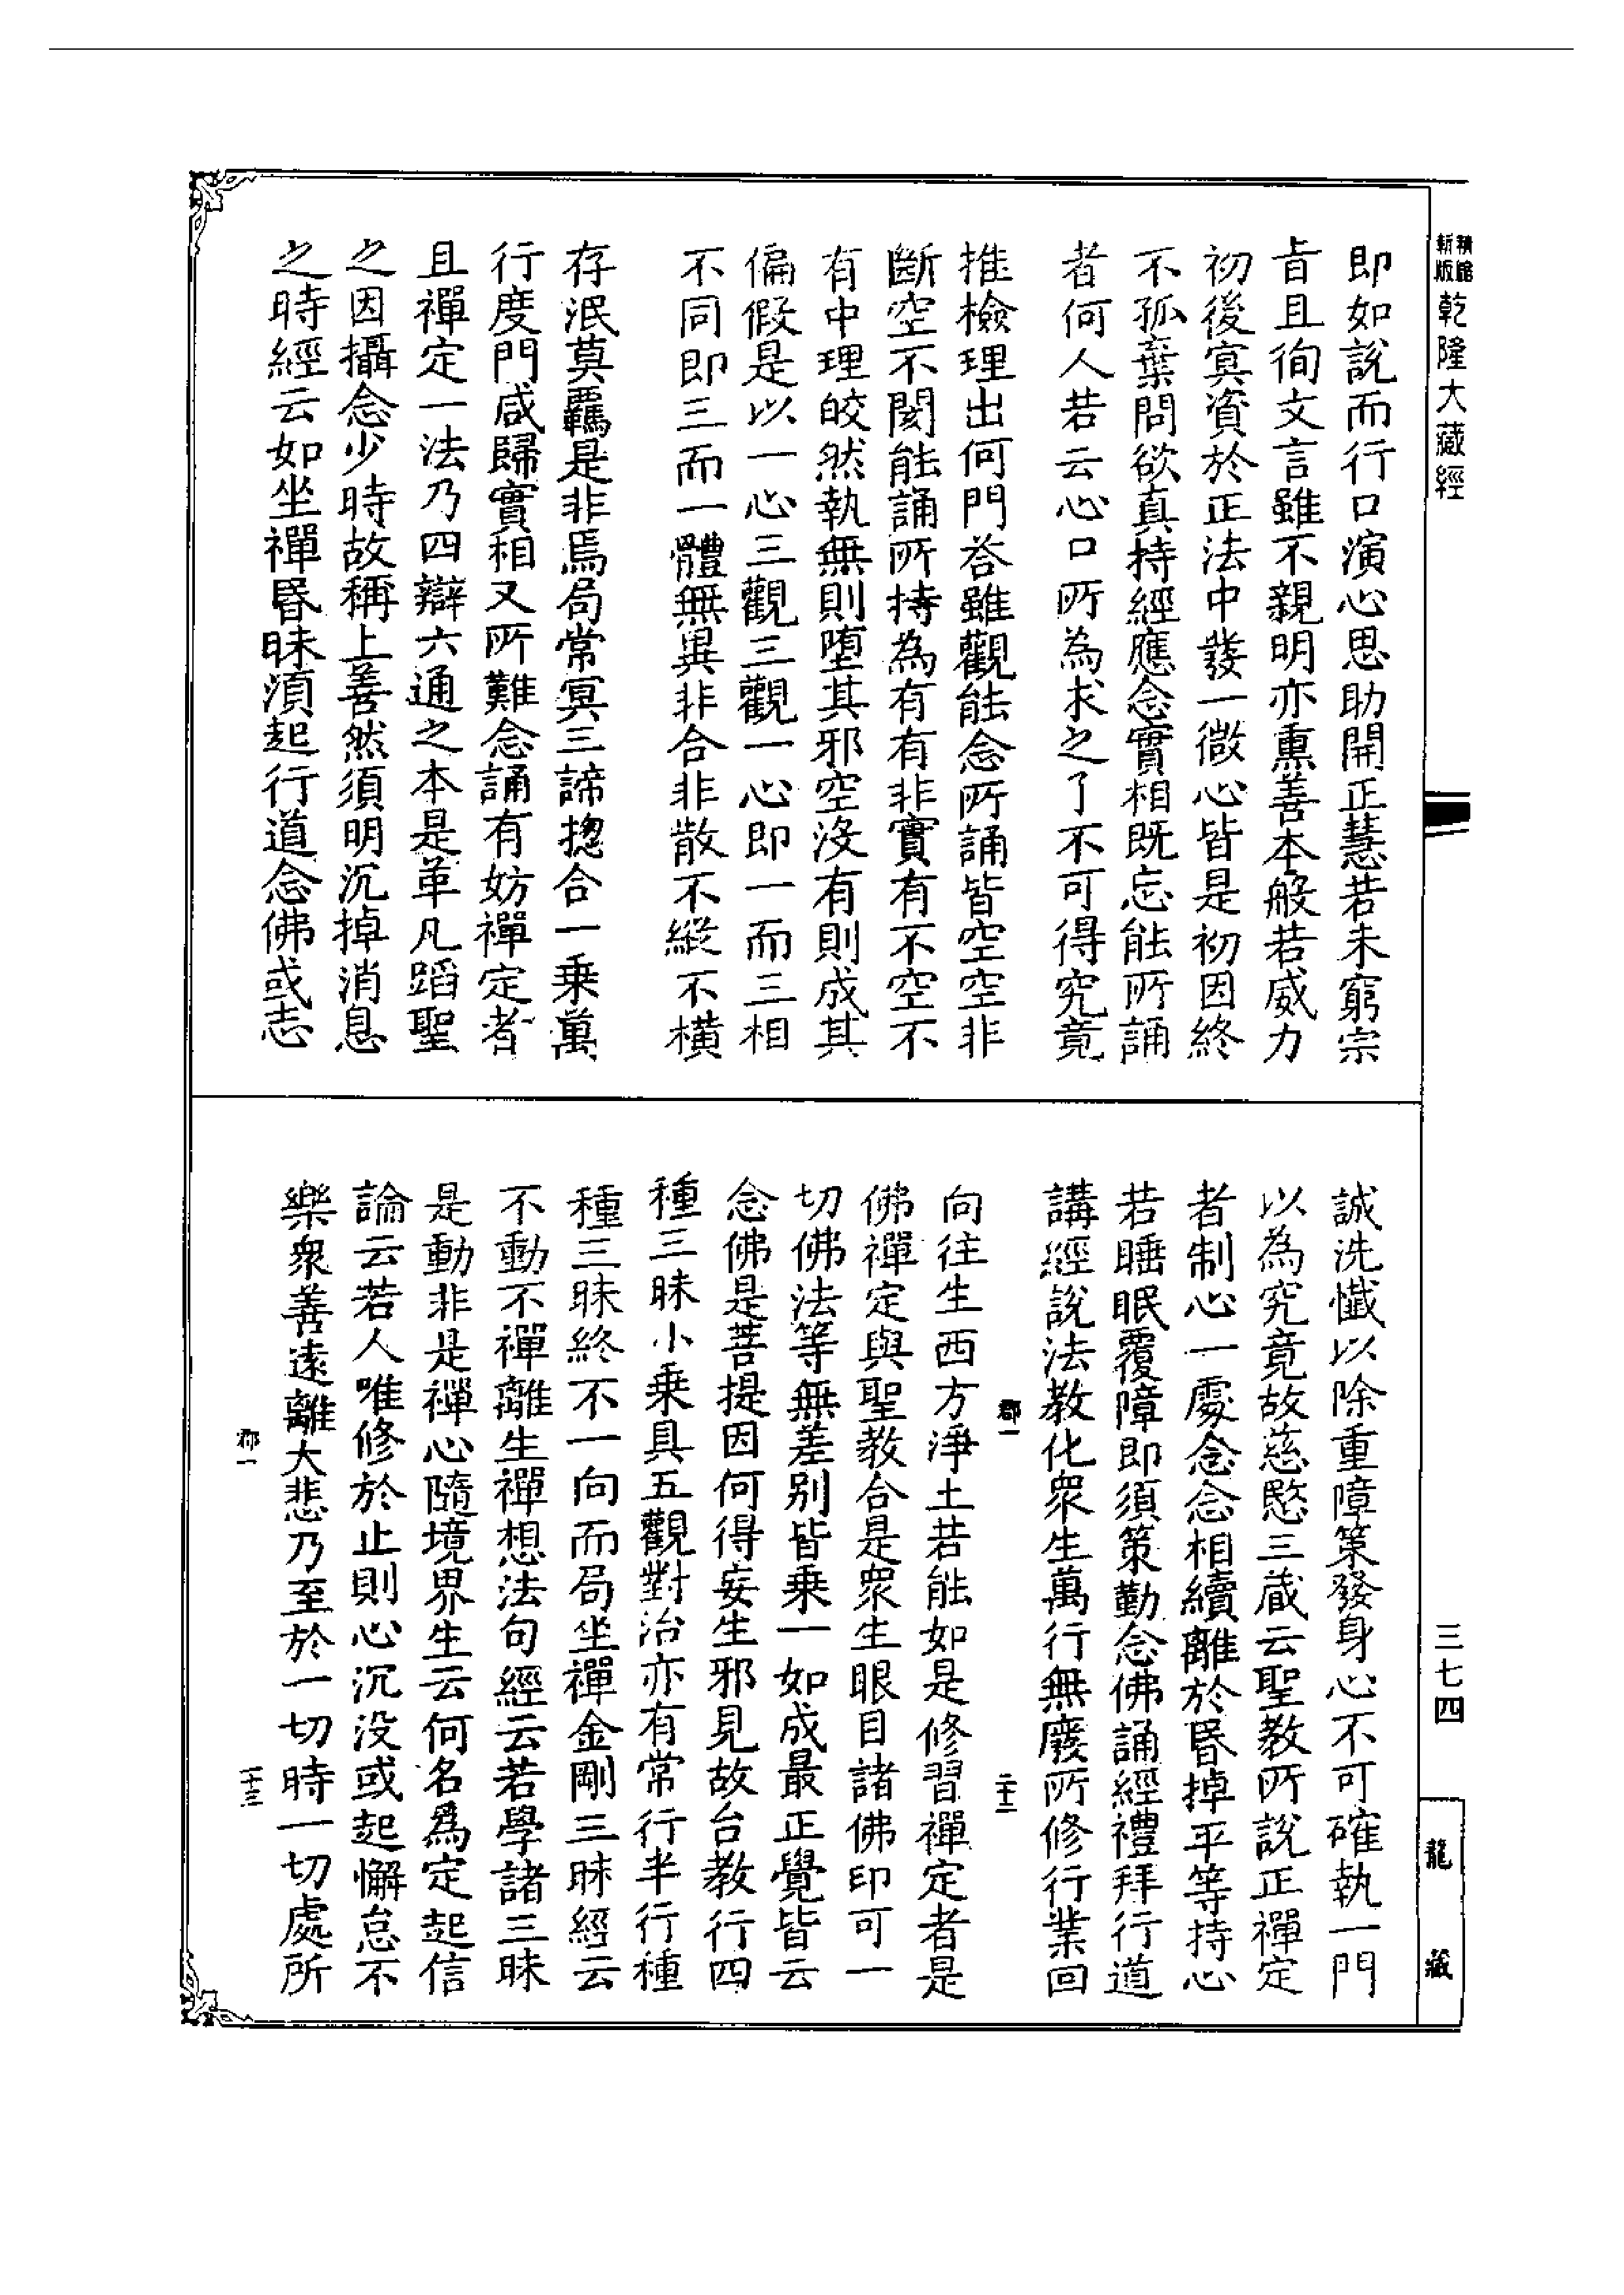 精繕新版乾隆大藏經
即如說而行口演心思助開正慧若未窮宗
旨且徇文言雖不親明亦熏善本般若威力
初後冥資於正法中發一微心皆是初因終
不孤棄問欲真持經應念實相既忘能所誦
者何人若云心口所為求之了不可得究竟
推檢理出何門荅雖觀能念所誦皆空空非
斷空不閡能誦所持為有有非實有不空不
有中理皎然執無則堕其邪空沒有則成其
偏假是以一心三觀三觀一心即一而三相
不同即三而一體無異非合非散不縱不橫
存泯莫羈是非焉局常冥三諦揔合一乗萬
行度門咸歸實相又所難念誦有妨禪定者
且禪定一法乃四辯六通之本是革凡蹈聖
之因攝念少時故稱上善然須明沉掉消息
之時經云如坐禪昏昧湏起行道念佛或志
誠洗懺以除重障策發身心不可確執一門
以為究竟故慈愍三藏云聖教所說正禪定
者制心一處念念相續離於昏掉平等持心
若睡眠覆障即須策勤念佛誦經禮拜行道
講經說法教化衆生萬行無廢所修行業回
向往生西方淨土若能如是修習禪定者是
佛禪定與聖教合是衆生眼目諸佛印可一
切佛法等無差别皆乗一如成最正覺皆云
念佛是菩提因何得妄生邪見故台教行四
種三昧小乗具五觀對治亦有常行半行種
種三昧終不一向而局坐禪金剛三昧經云
不動不禪離生禪想法句經云若學諸三昧
是動非是禪心隨境界生云何名爲定起信
論云若人唯修於止則心沉没或起懈怠不
樂衆善遠離大悲乃至於一切時一切處所
郡一
二十二
郡一
二十三
三七四
龍藏